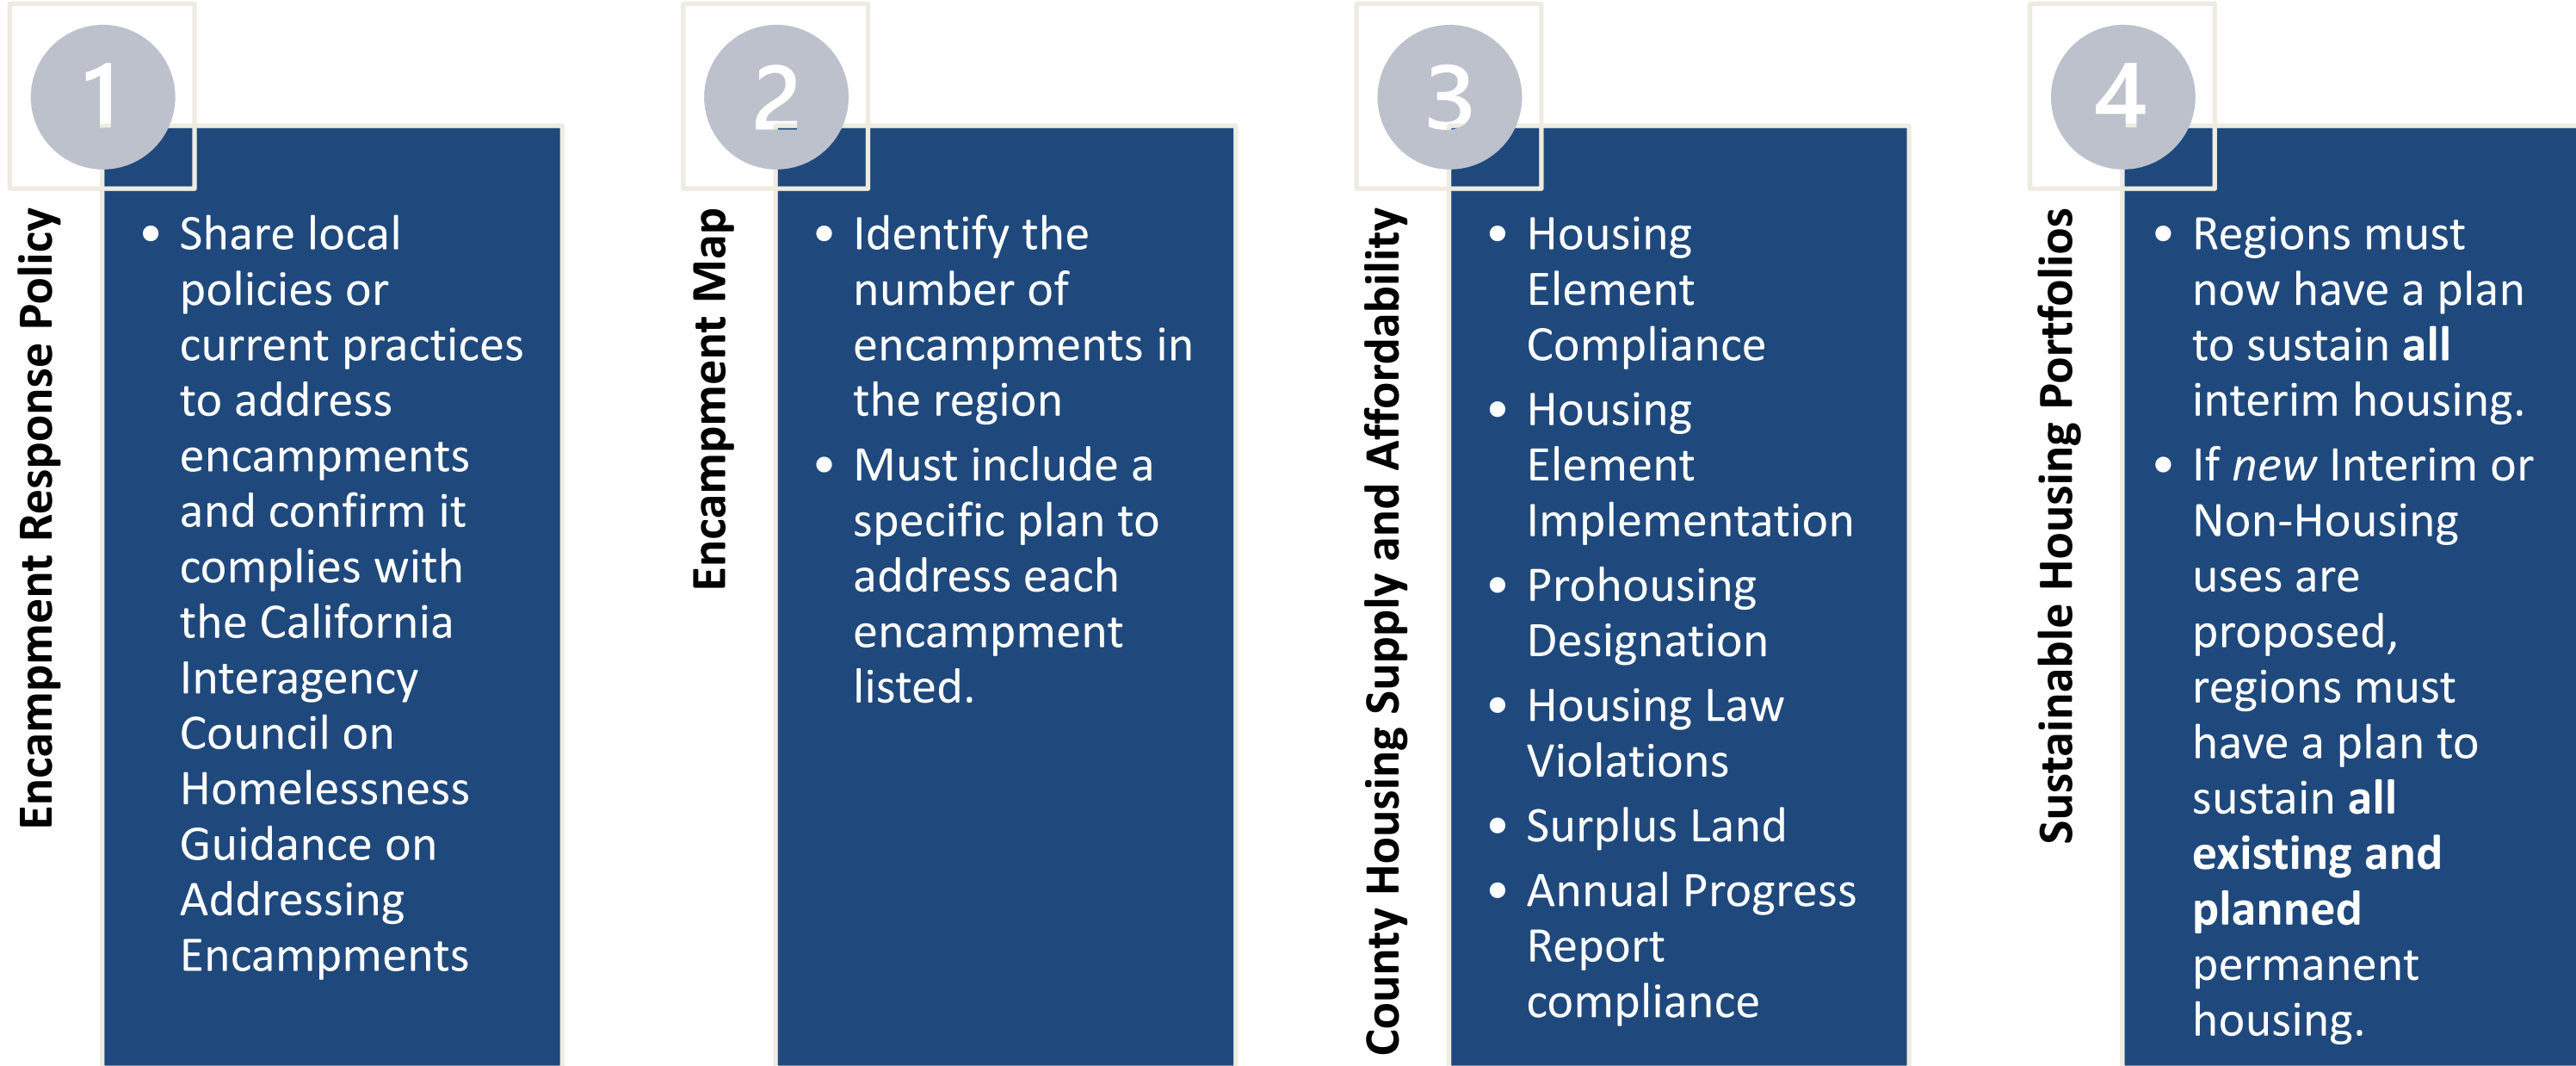 1
Encampment Response Policy
• Share local
policies or
current practices
to address
encampments
and confirm it
complies with
the California
Interagency
Council on
Homelessness
Guidance on
Addressing
Encampments
2
Encampment Map
• Identify the
number of
encampments in
the region
• Must include a
specific plan to
address each
encampment
listed.
3
County Housing Supply and Affordability
• Housing
Element
Compliance
• Housing
Element
Implementation
• Prohousing
Designation
• Housing Law
Violations
• Surplus Land
• Annual Progress
Report
compliance
4
Sustainable Housing Portfolios
• Regions must
now have a plan
to sustain all
interim housing.
• If new Interim or
Non-Housing
uses are
proposed,
regions must
have a plan to
sustain all
existing and
planned
permanent
housing.